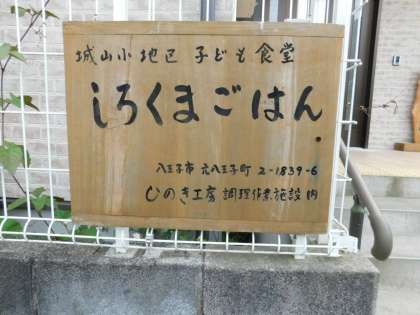 城山小地区 子ども食堂
しろくまごはん
八王子市 元八王子町 2-1839-6
ひのき工房 調理作業施設 内